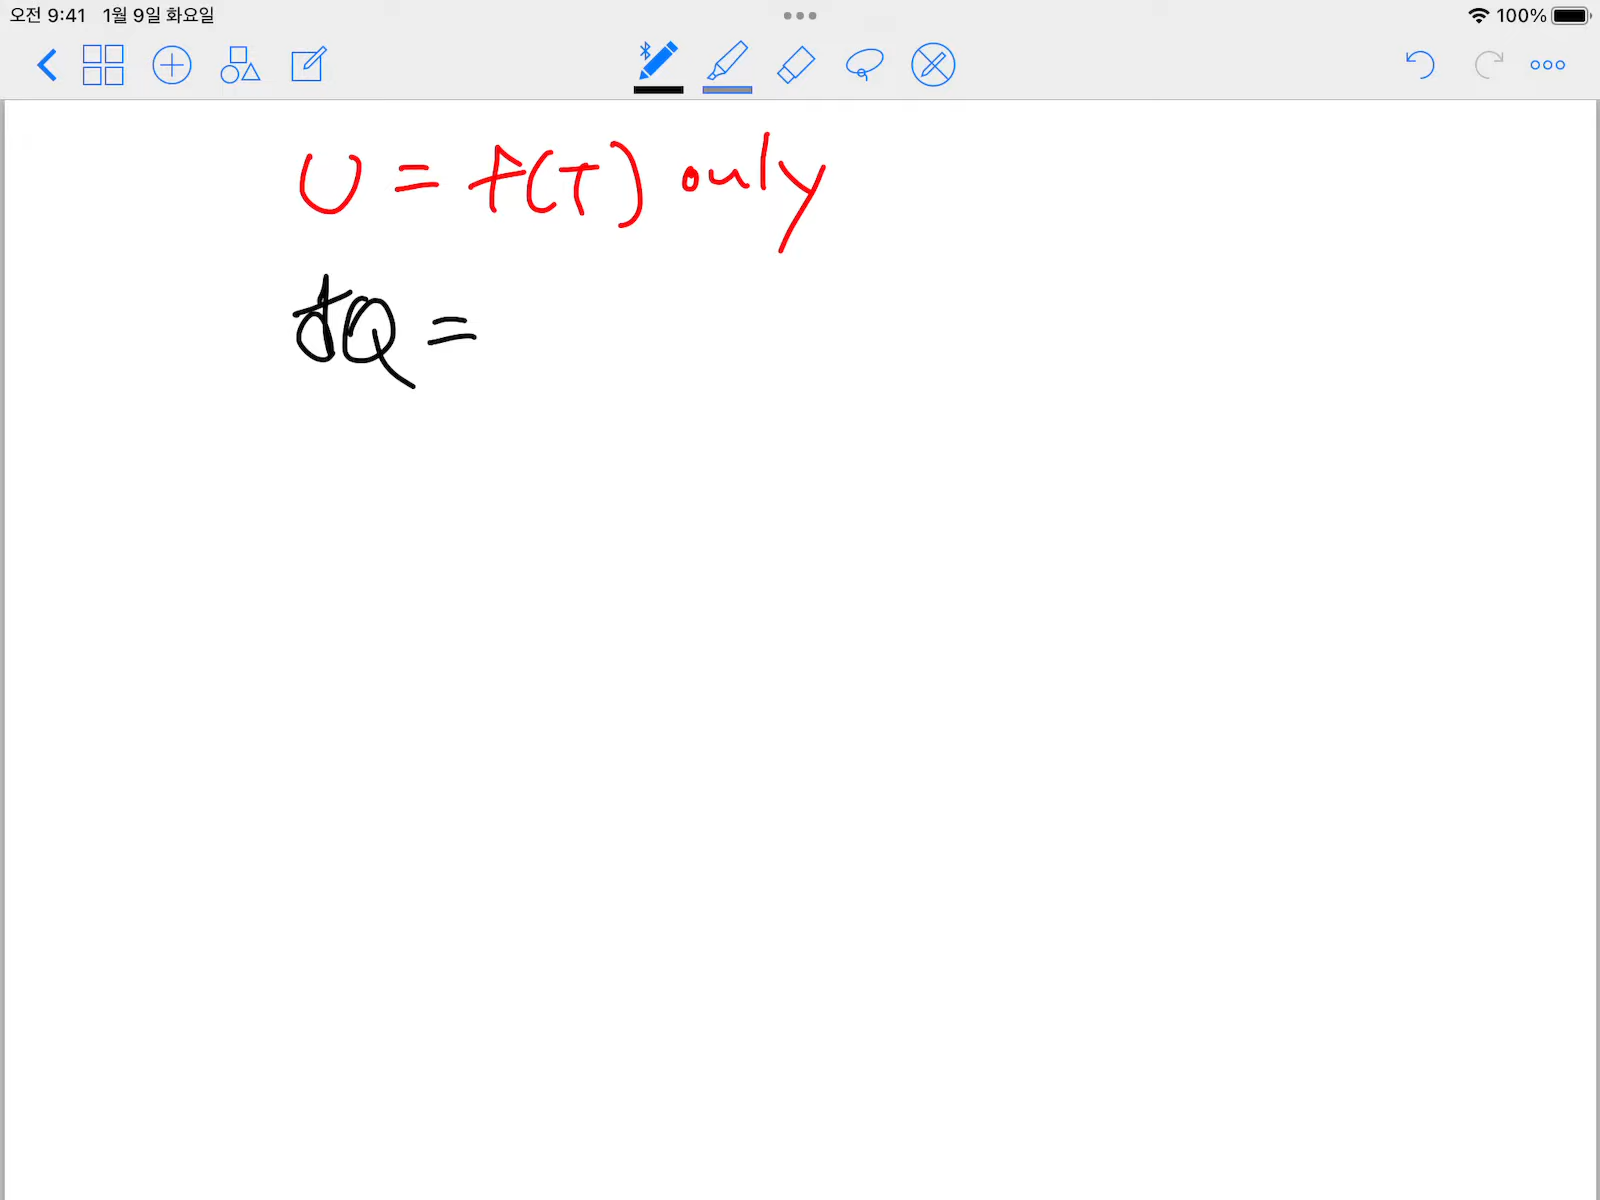 오전 9:41 1월 9일 화요일 100%
U = f(T) only
đQ =